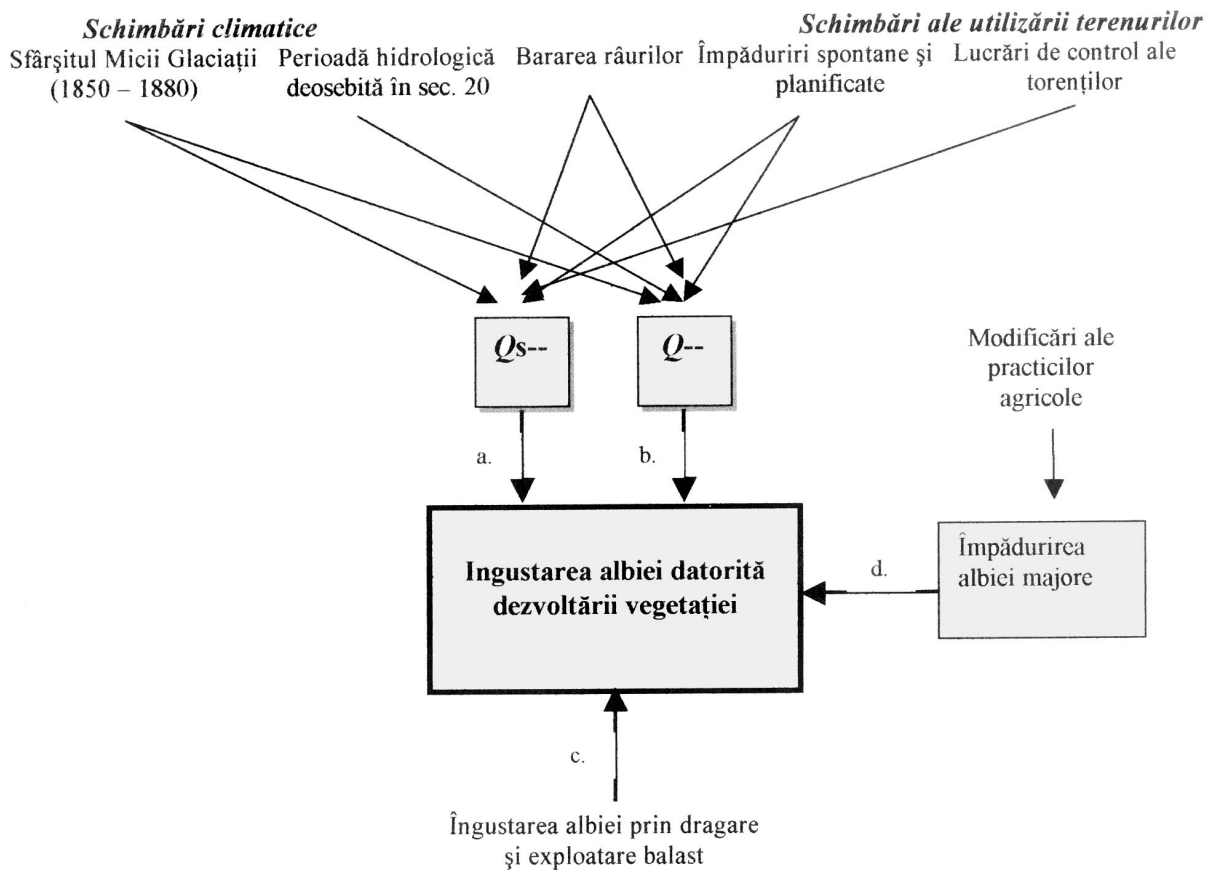 Schimbări climatice
Schimbări ale utilizării terenurilor
Sfârşitul Micii Glaciaţii
(1850 – 1880)
Perioadă hidrologică
deosebită în sec. 20
Bararea râurilor
Împăduriri spontane şi
planificate
Lucrări de control ale
torenţilor
Qs--
Q--
Modificări ale
practicilor
agricole
a.
b.
Ingustarea albiei datorită
dezvoltării vegetaţiei
d.
Împădurirea
albiei majore
c.
Îngustarea albiei prin dragare
şi exploatare balast